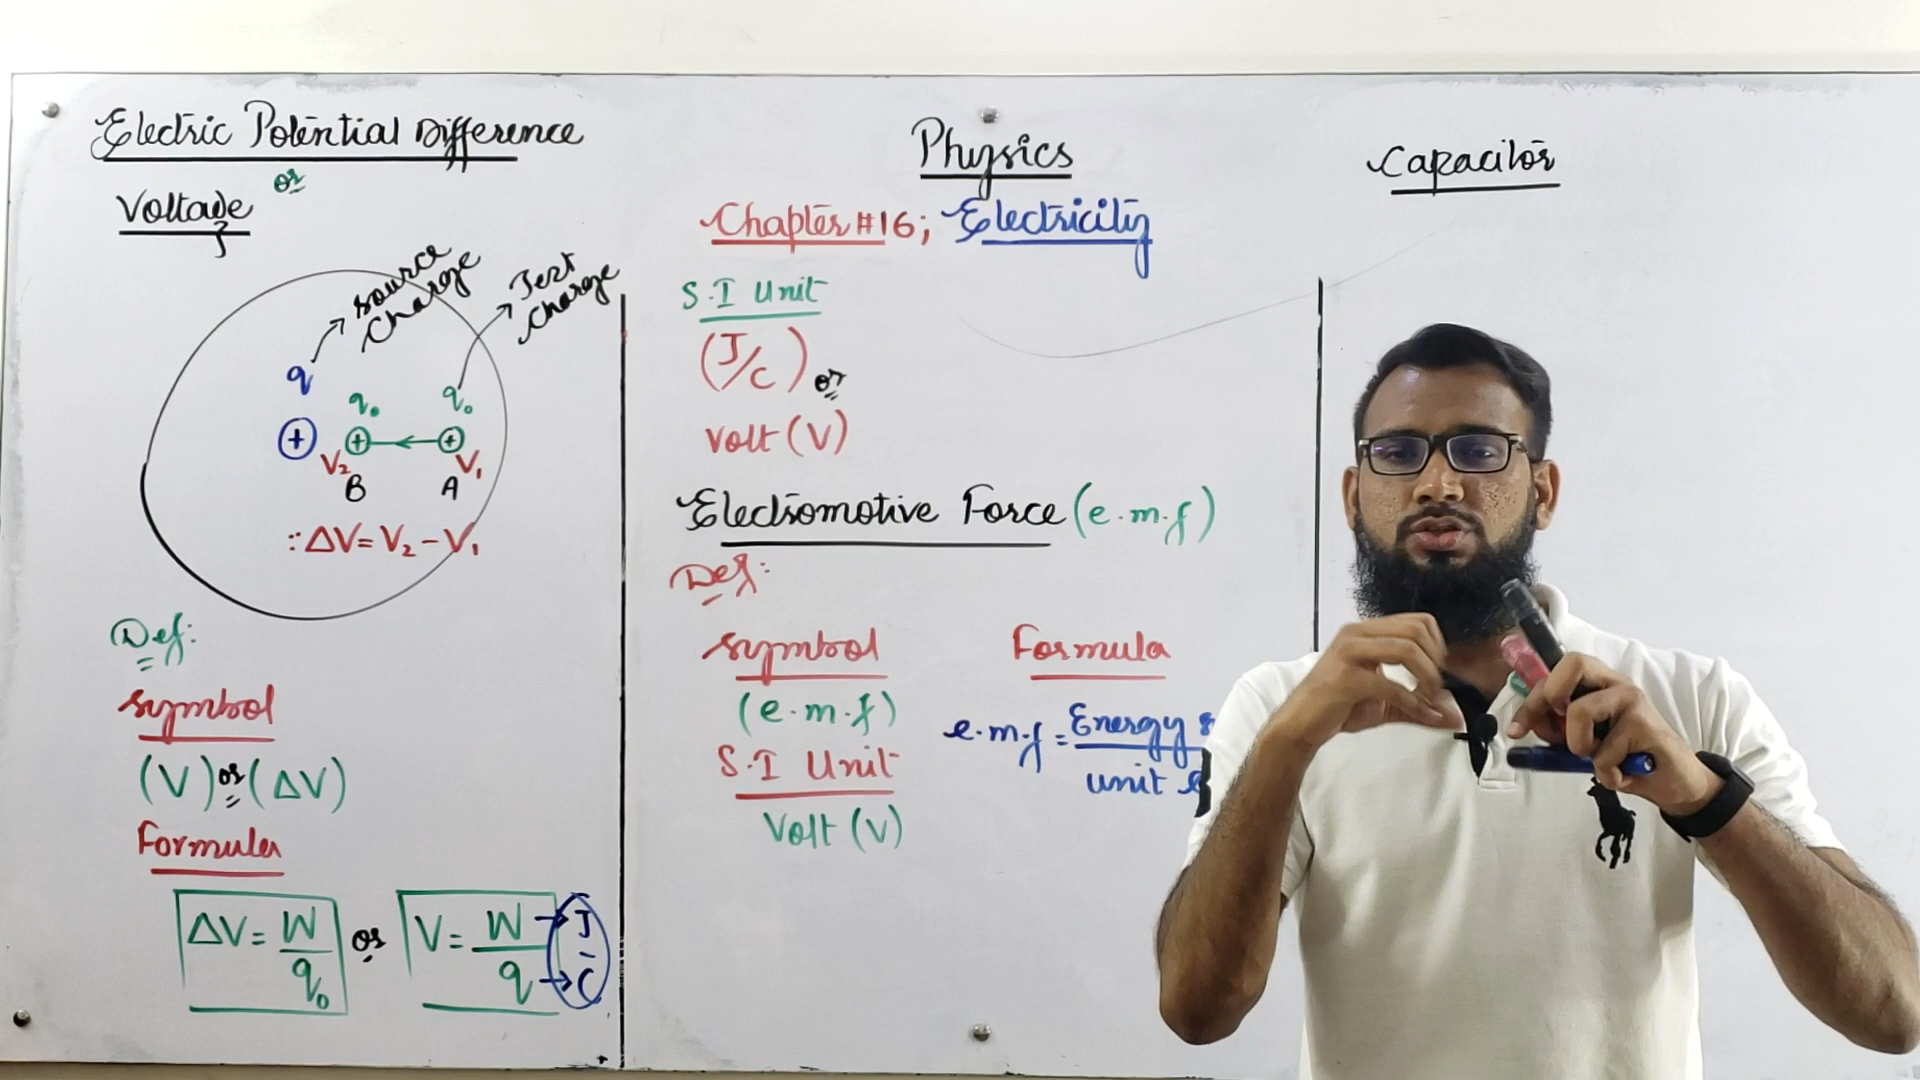 Electric Potential Difference
or
Voltage
source
charge
Test
charge
q
q₀ q₀
+ + +
V₂ V₁
B A
∵ ΔV = V₂ - V₁
Def:
Symbol
(V) or (ΔV)
Formula
ΔV = W/q₀ or V = W/q → J → C
Physics
Chapter #16; Electricity
S.I Unit
(J/C) or
Volt (V)
Electromotive Force (e.m.f)
Def:
Symbol
(e.m.f)
S.I Unit
Volt (V)
Formula
e.m.f = Energy
unit
Capacitor